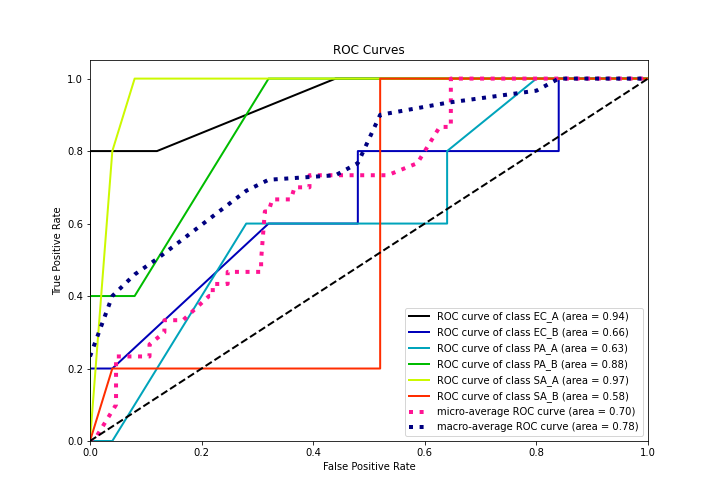 ROC Curves
1.0
0.8
0.6
0.4
0.2
0.0
True Positive Rate
ROC curve of class EC_A (area = 0.94)
ROC curve of class EC_B (area = 0.66)
ROC curve of class PA_A (area = 0.63)
ROC curve of class PA_B (area = 0.88)
ROC curve of class SA_A (area = 0.97)
ROC curve of class SA_B (area = 0.58)
micro-average ROC curve (area = 0.70)
macro-average ROC curve (area = 0.78)
0.0 0.2 0.4 0.6 0.8 1.0
False Positive Rate